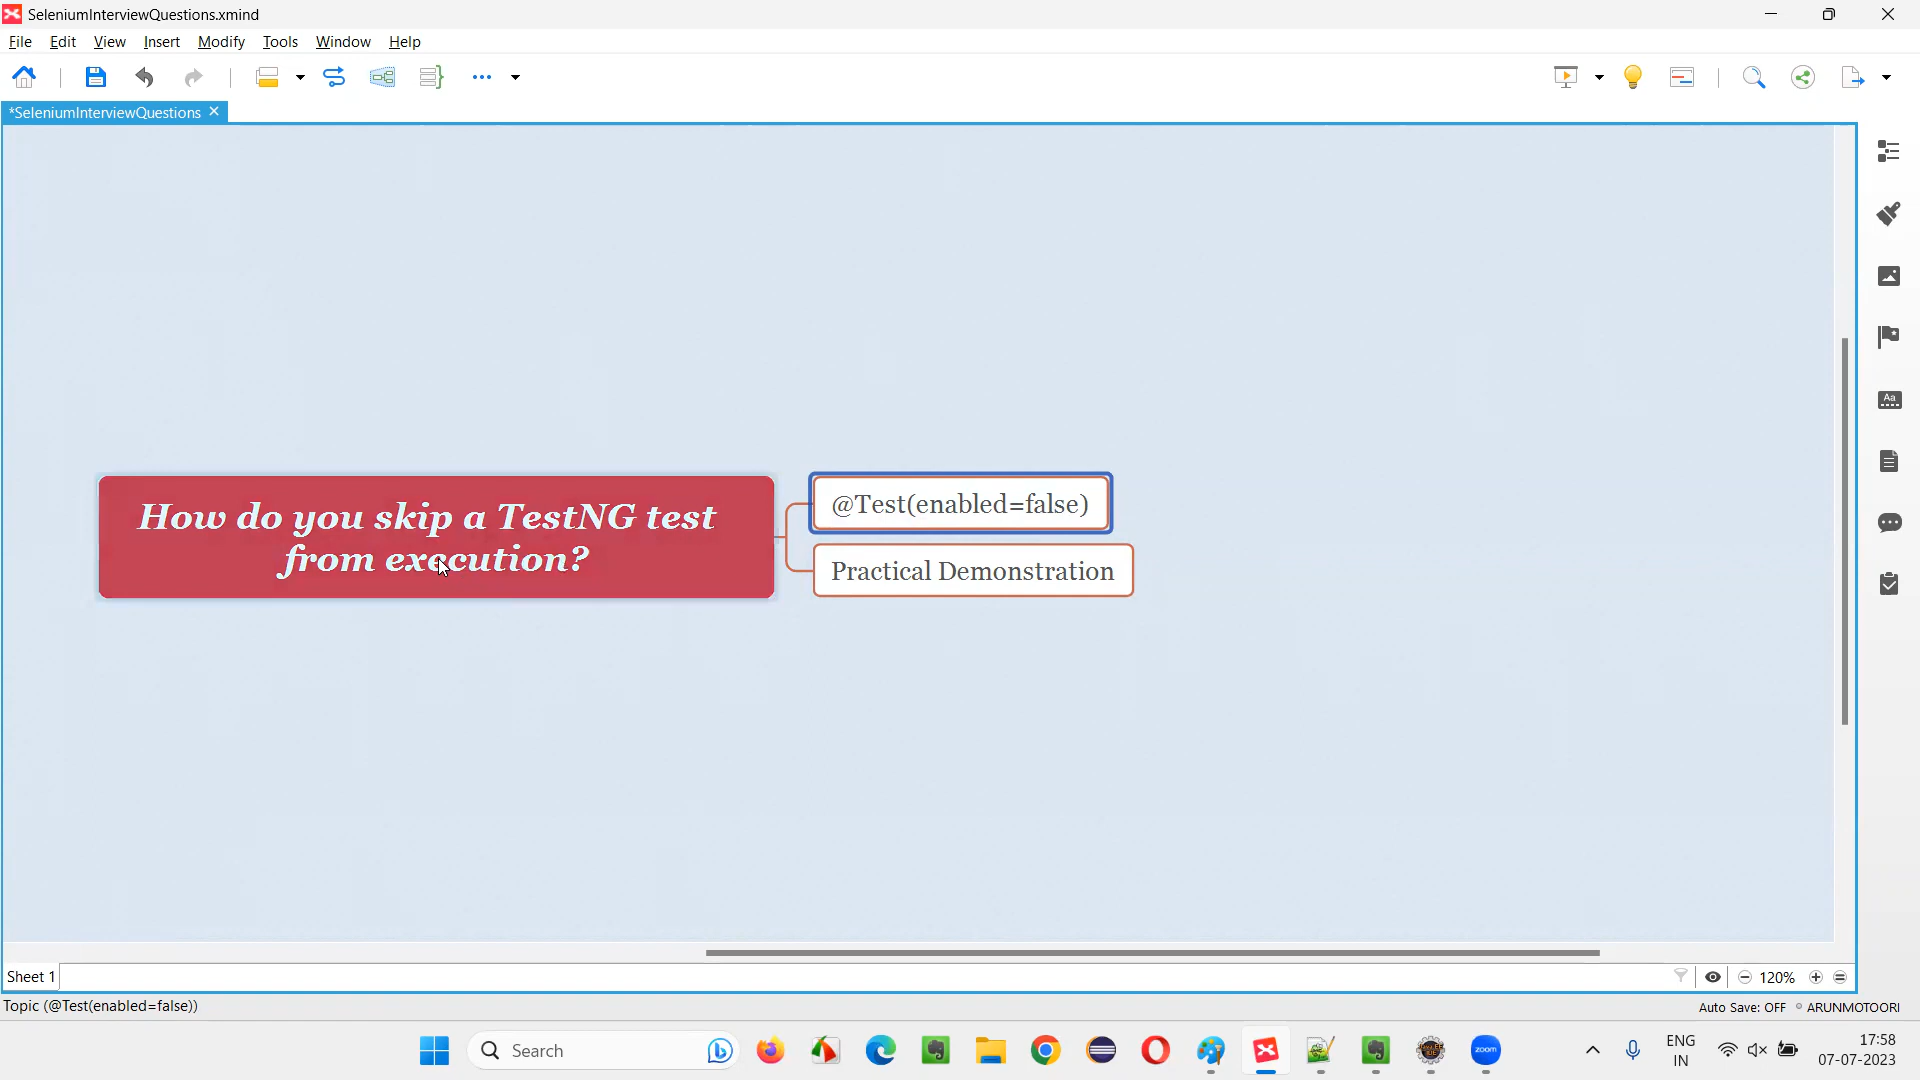 SeleniumInterviewQuestions.xmind
File Edit View Insert Modify Tools Window Help
*SeleniumInterviewQuestions
How do you skip a TestNG test
from execution?
@Test(enabled=false)
Practical Demonstration
Aa
Sheet 1
120%
Topic (@Test(enabled=false))
Auto Save: OFF
ARUNMOTOORI
Search
zoom
ENG
IN
17:58
07-07-2023